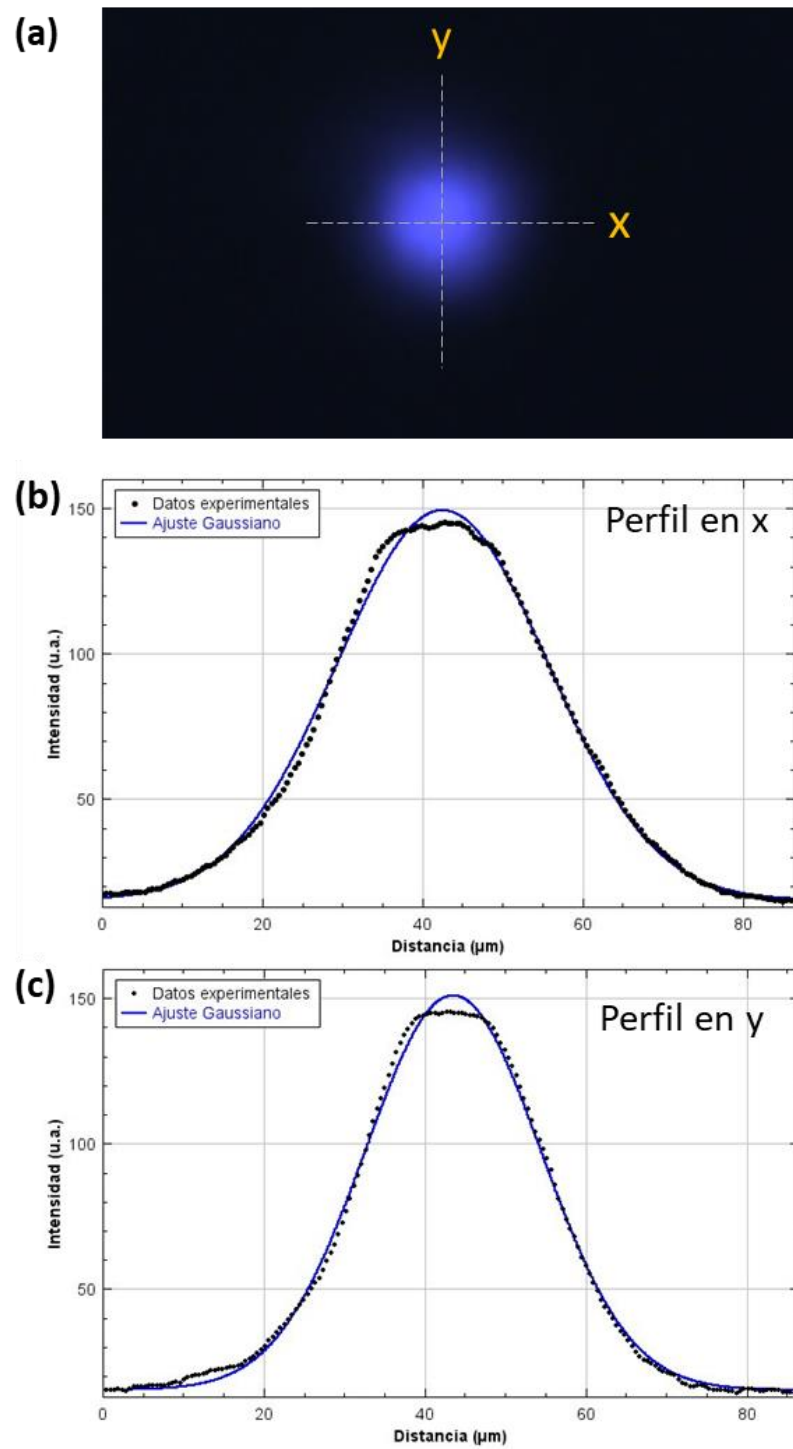 (a)
y
x
(b)
Datos experimentales
Ajuste Gaussiano
Perfil en x
150
100
50
Intensidad (u.a.)
0 20 40 60 80
Distancia (µm)
(c)
Datos experimentales
Ajuste Gaussiano
Perfil en y
150
100
50
Intensidad (u.a.)
0 20 40 60 80
Distancia (µm)